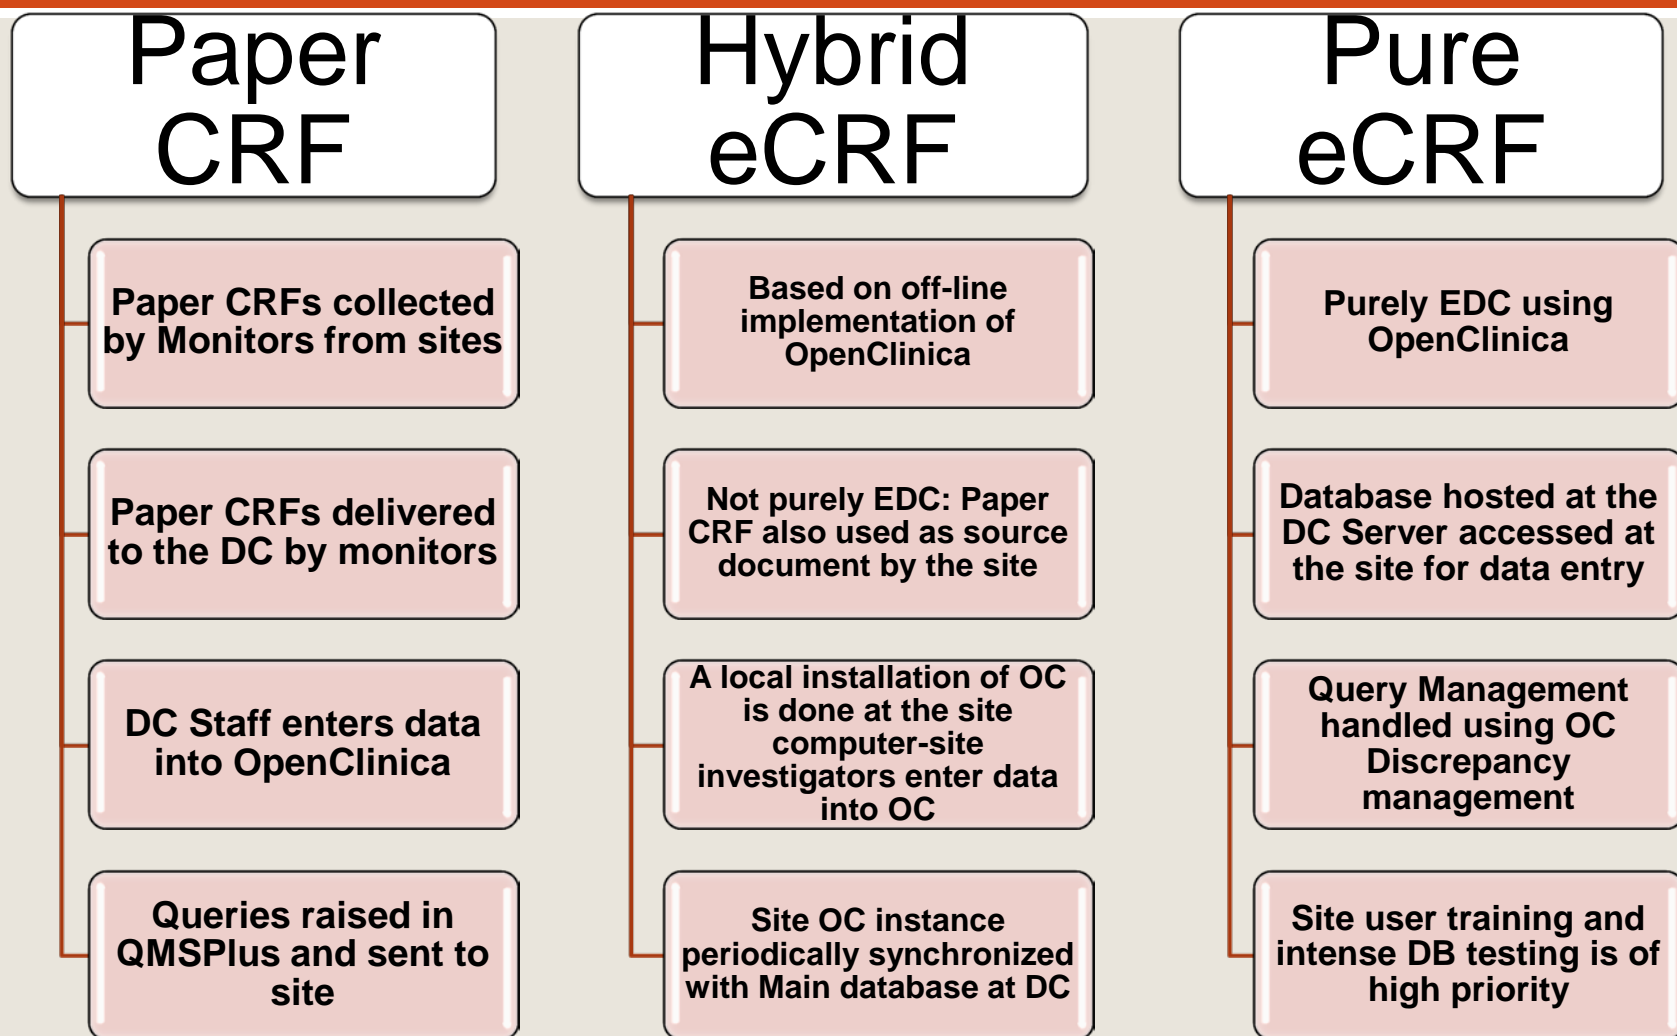 Paper
CRF
Paper CRFs collected
by Monitors from sites
Paper CRFs delivered
to the DC by monitors
DC Staff enters data
into OpenClinica
Queries raised in
QMSPlus and sent to
site
Hybrid
eCRF
Based on off-line
implementation of
OpenClinica
Not purely EDC: Paper
CRF also used as source
document by the site
A local installation of OC
is done at the site
computer-site
investigators enter data
into OC
Site OC instance
periodically synchronized
with Main database at DC
Pure
eCRF
Purely EDC using
OpenClinica
Database hosted at the
DC Server accessed at
the site for data entry
Query Management
handled using OC
Discrepancy
management
Site user training and
intense DB testing is of
high priority